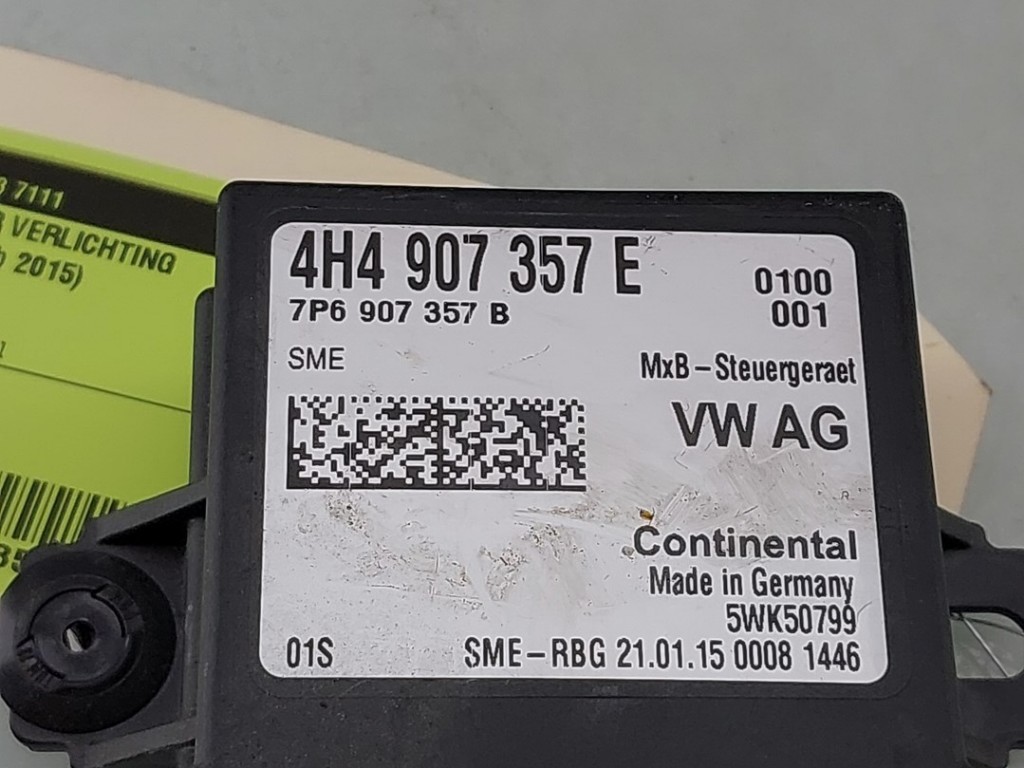 7111
VERLICHTING
2015)
4H4 907 357 E
7P6 907 357 B
0100
001
SME
MxB-Steuergeraet
VW AG
Continental
Made in Germany
5WK50799
01S
SME-RBG 21.01.15 0008 1446